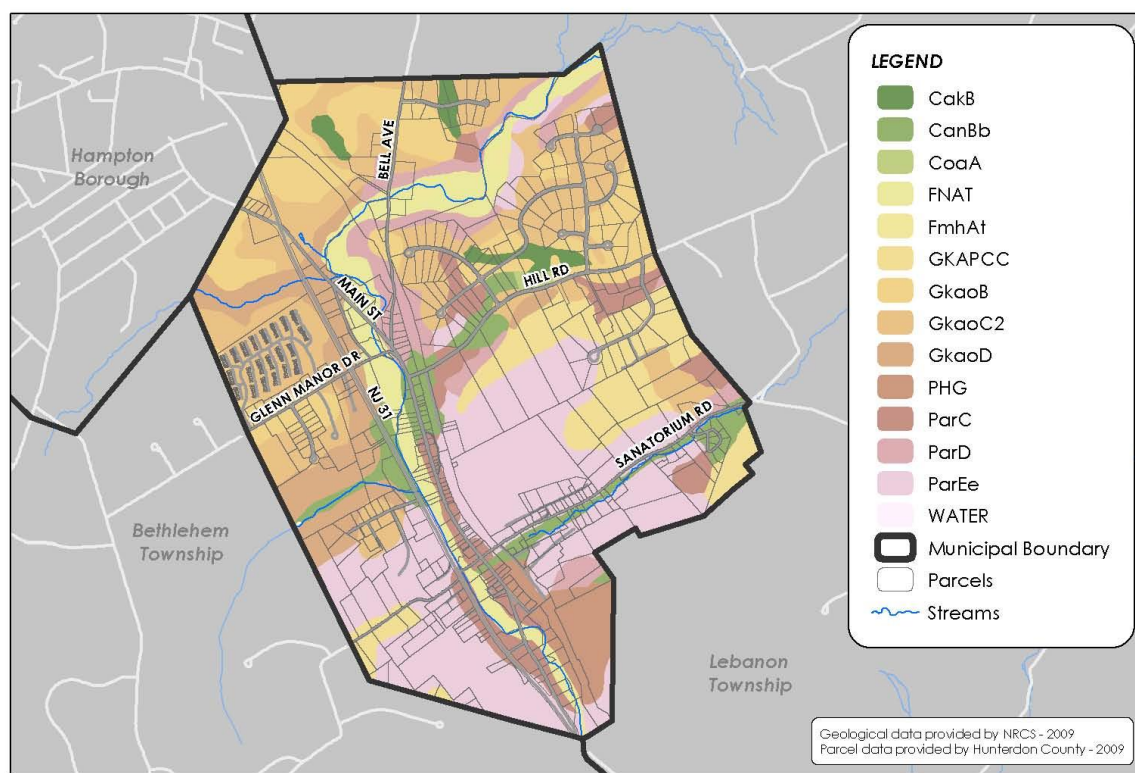 Hampton
Borough
BELL AVE
HILL RD
MAIN ST
GLENN MANOR DR
NJ 31
SANATORIUM RD
Bethlehem
Township
Lebanon
Township
LEGEND
CakB
CanBb
CoaA
FNAT
FmhAt
GKAPCC
GkaoB
GkaoC2
GkaoD
PHG
ParC
ParD
ParEe
WATER
Municipal Boundary
Parcels
Streams
Geological data provided by NRCS - 2009
Parcel data provided by Hunterdon County - 2009